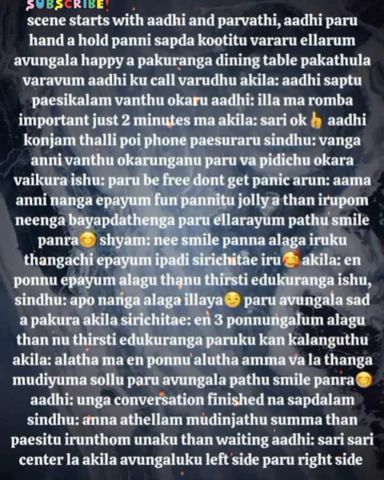 SUBSCRIBE!
scene starts with aadhi and parvathi, aadhi paru
hand a hold panni sapda kootitu vararu ellarum
avungala happy a pakuranga dining table pakathula
varavum aadhi ku call varudhu akila: aadhi saptu
paesikalam vanthu okaru aadhi: illa ma romba
important just 2 minutes ma akila: sari ok👆 aadhi
konjam thalli poi phone paesuraru sindhu: vanga
anni vanthu okarunganu paru va pidichu okara
vaikura ishu: paru be free dont get panic arun: aama
anni nanga epayum fun pannitu jolly a than irupom
neenga bayapdathenga paru ellarayum pathu smile
panra😊 shyam: nee smile panna alaga iruku
thangachi epayum ipadi sirichitae iru🥰 akila: en
ponnu epayum alagu thanu thirsti edukuranga ishu,
sindhu: apo nanga alaga illaya😏 paru avungala sad
a pakura akila sirichitae: en 3 ponnungalum alagu
than nu thirsti edukuranga paruku kan kalanguthu
akila: alatha ma en ponnu alutha amma va la thanga
mudiyuma sollu paru avungala pathu smile panra😊
aadhi: unga conversation finished na sapdalam
sindhu: anna athellam mudinjathu summa than
paesitu irunthom unaku than waiting aadhi: sari sari
center la akila avungaluku left side paru right side